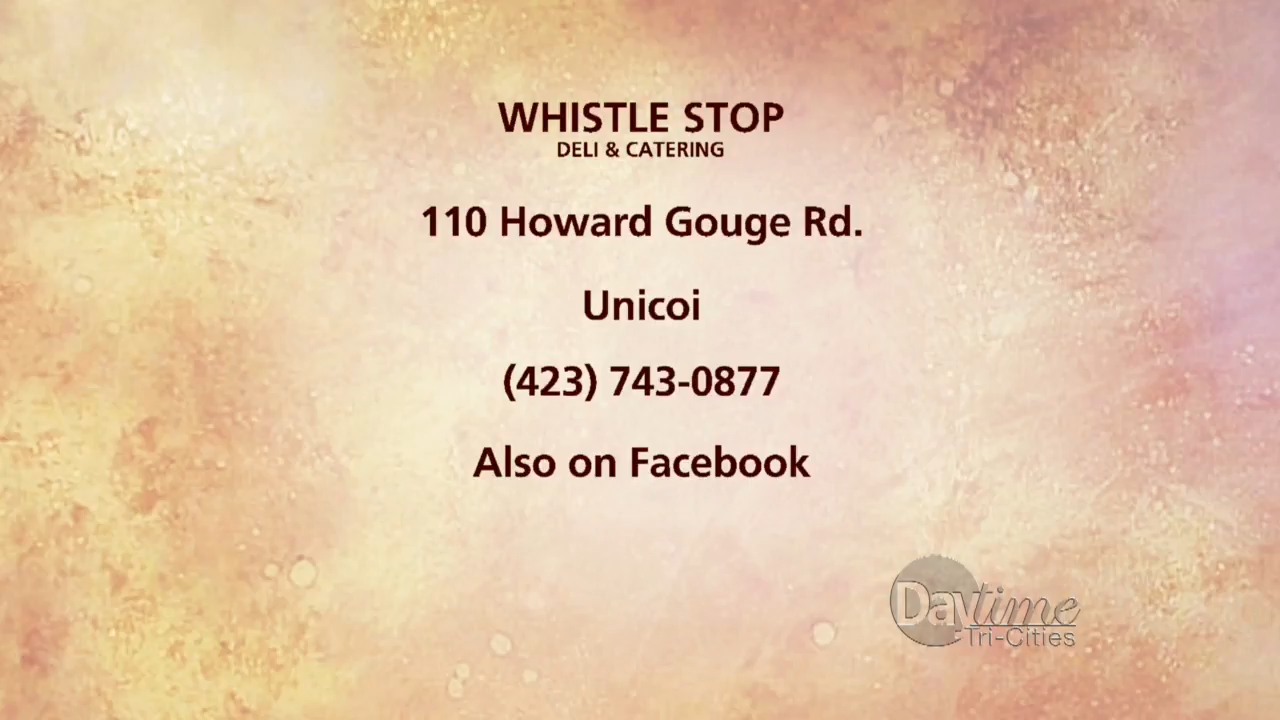 WHISTLE STOP
DELI & CATERING
110 Howard Gouge Rd.
Unicoi
(423) 743-0877
Also on Facebook
Daytime
Tri-Cities